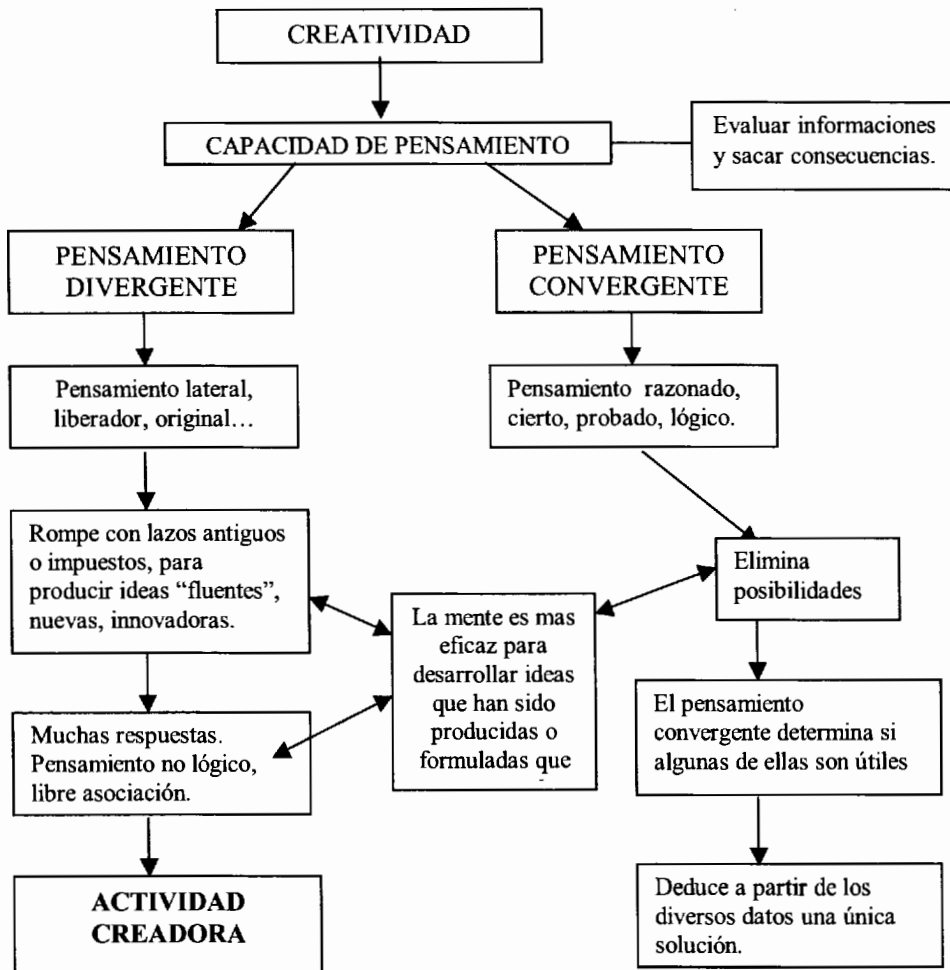 CREATIVIDAD
CAPACIDAD DE PENSAMIENTO
Evaluar informaciones
y sacar consecuencias.
PENSAMIENTO
DIVERGENTE
PENSAMIENTO
CONVERGENTE
Pensamiento lateral,
liberador, original...
Pensamiento razonado,
cierto, probado, lógico.
Rompe con lazos antiguos
o impuestos, para
producir ideas “fluentes”,
nuevas, innovadoras.
La mente es mas
eficaz para
desarrollar ideas
que han sido
producidas o
formuladas que
Elimina
posibilidades
Muchas respuestas.
Pensamiento no lógico,
libre asociación.
El pensamiento
convergente determina si
algunas de ellas son útiles
ACTIVIDAD
CREADORA
Deduce a partir de los
diversos datos una única
solución.